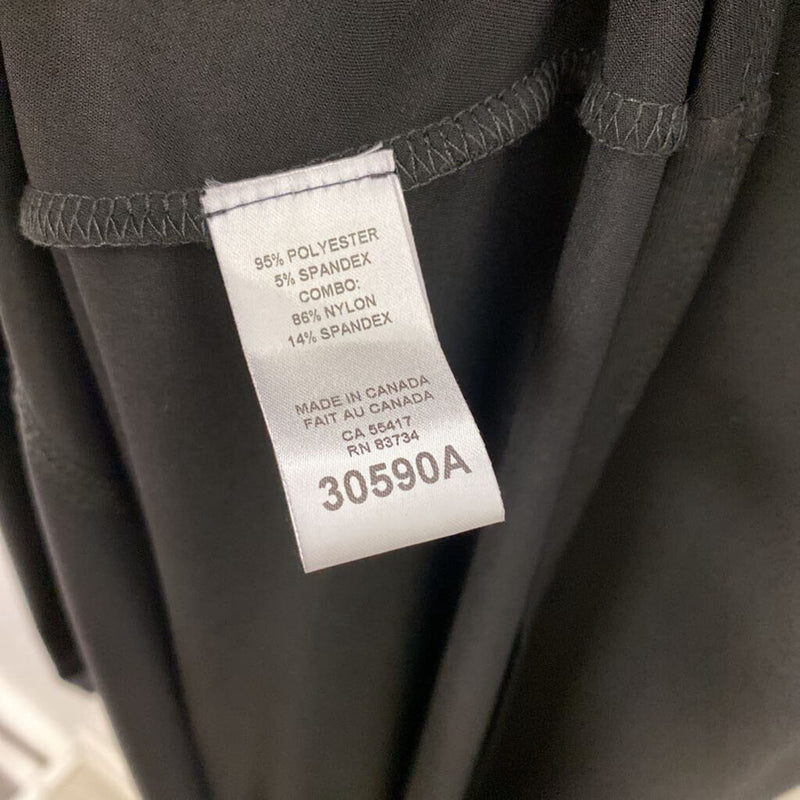 95% POLYESTER
5% SPANDEX
COMBO:
86% NYLON
14% SPANDEX
MADE IN CANADA
FAIT AU CANADA
CA 55417
RN 83734
30590A